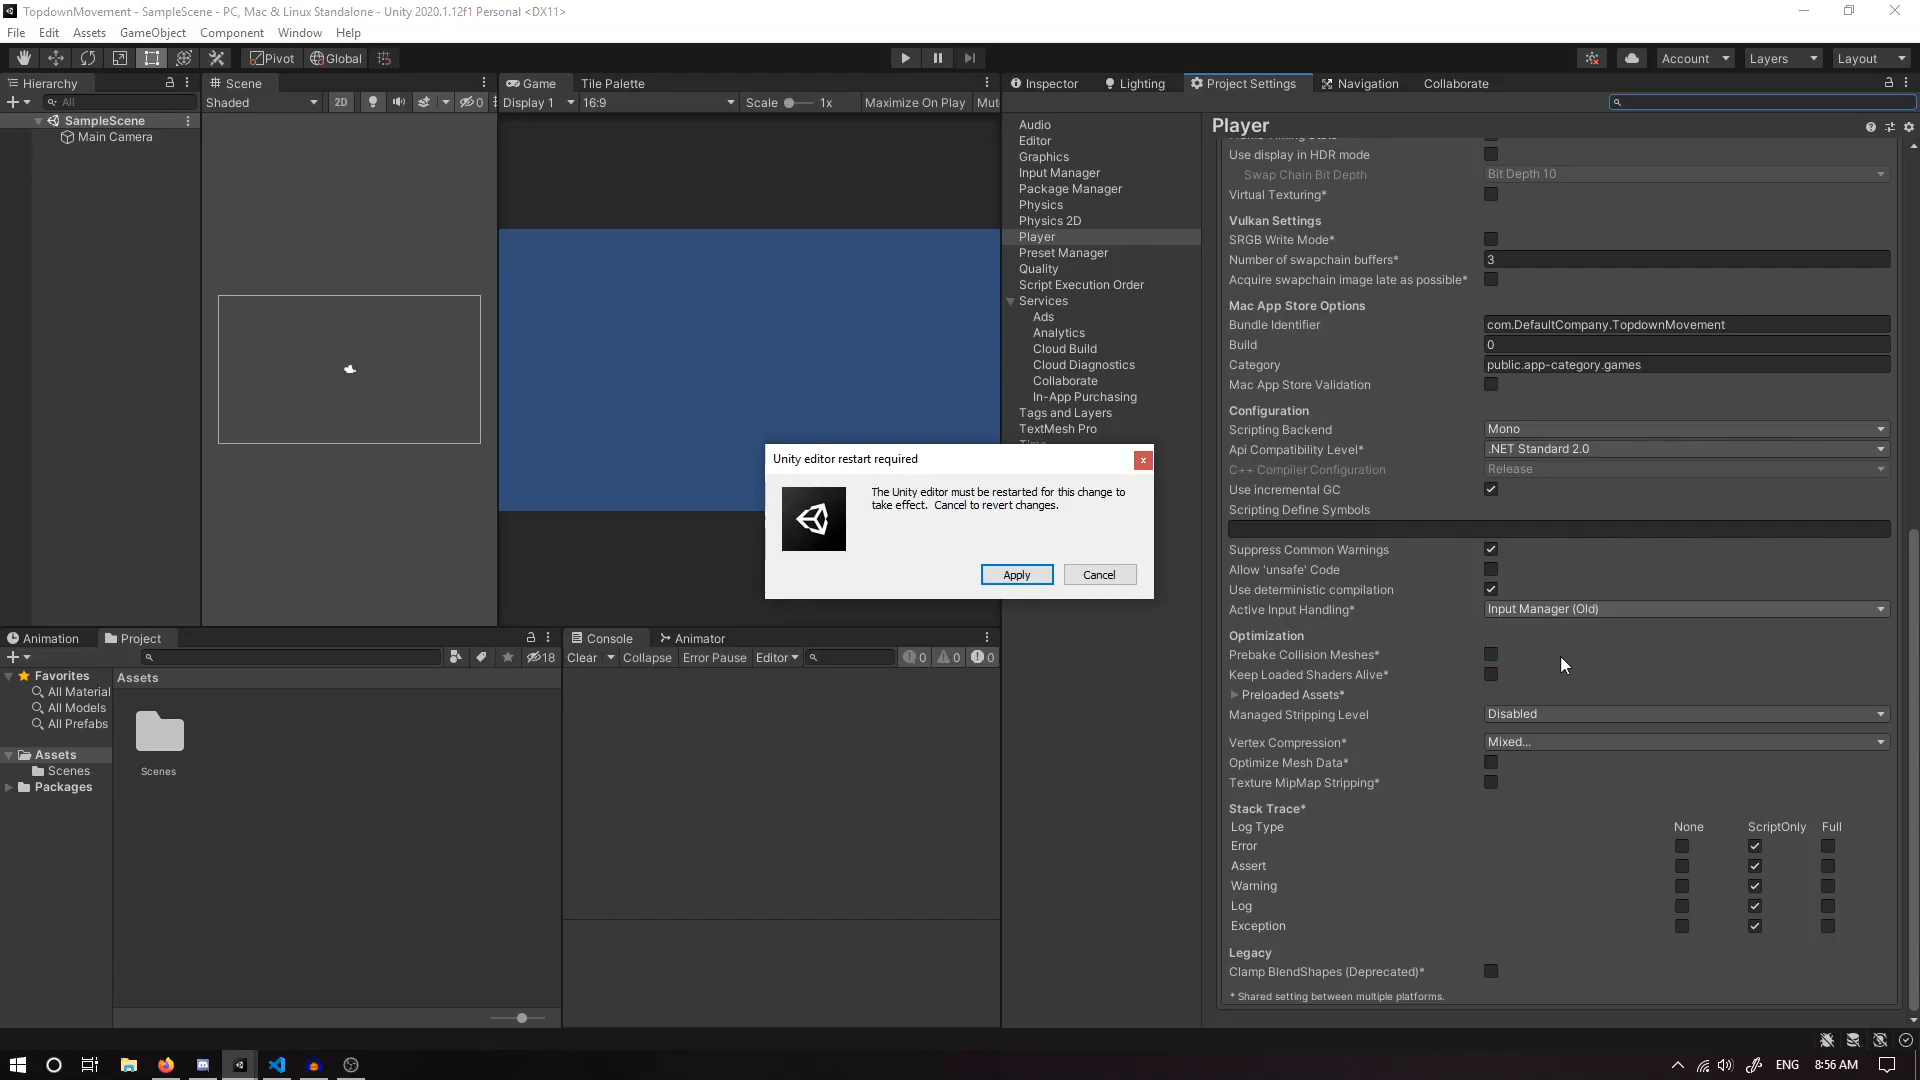 TopdownMovement - SampleScene - PC, Mac & Linux Standalone - Unity 2020.1.12f1 Personal <DX11>
File Edit Assets GameObject Component Window Help
Pivot Global Account Layers Layout
Hierarchy
All
SampleScene
Main Camera
Scene
Shaded 2D 0
Game Tile Palette
Display 1 16:9 Scale 1x Maximize On Play Mut
Inspector Lighting Project Settings Navigation Collaborate
Audio
Editor
Graphics
Input Manager
Package Manager
Physics
Physics 2D
Player
Preset Manager
Quality
Script Execution Order
Services
Ads
Analytics
Cloud Build
Cloud Diagnostics
Collaborate
In-App Purchasing
Tags and Layers
TextMesh Pro
Player
Use display in HDR mode
Swap Chain Bit Depth Bit Depth 10
Virtual Texturing*
Vulkan Settings
SRGB Write Mode*
Number of swapchain buffers* 3
Acquire swapchain image late as possible*
Mac App Store Options
Bundle Identifier com.DefaultCompany.TopdownMovement
Build 0
Category public.app-category.games
Mac App Store Validation
Configuration
Scripting Backend Mono
Api Compatibility Level* .NET Standard 2.0
C++ Compiler Configuration Release
Use incremental GC
Scripting Define Symbols
Suppress Common Warnings
Allow 'unsafe' Code
Use deterministic compilation
Active Input Handling* Input Manager (Old)
Optimization
Prebake Collision Meshes*
Keep Loaded Shaders Alive*
Preloaded Assets*
Managed Stripping Level Disabled
Vertex Compression* Mixed...
Optimize Mesh Data*
Texture MipMap Stripping*
Stack Trace*
Log Type None ScriptOnly Full
Error
Assert
Warning
Log
Exception
Legacy
Clamp BlendShapes (Deprecated)*
* Shared setting between multiple platforms.
Unity editor restart required
x
The Unity editor must be restarted for this change to
take effect. Cancel to revert changes.
Apply Cancel
Animation Project
18
Favorites
All Material
All Models
All Prefabs
Assets
Scenes
Packages
Assets
Scenes
Console Animator
Clear Collapse Error Pause Editor 0 0 0
ENG 8:56 AM